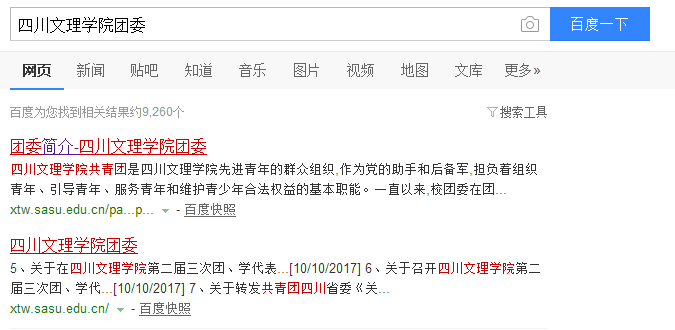 四川文理学院团委 百度一下
网页 新闻 贴吧 知道 音乐 图片 视频 地图 文库 更多»
百度为您找到相关结果约9,260个 搜索工具
团委简介-四川文理学院团委
四川文理学院共青团是四川文理学院先进青年的群众组织,作为党的助手和后备军,担负着组织
青年、引导青年、服务青年和维护青少年合法权益的基本职能。一直以来,校团委在团...
xtw.sasu.edu.cn/pa...p... - 百度快照
四川文理学院团委
5、关于在四川文理学院第二届三次团、学代表...[10/10/2017] 6、关于召开四川文理学院第二
届三次团、学代...[10/10/2017] 7、关于转发共青团四川省委《关...
xtw.sasu.edu.cn/ - 百度快照